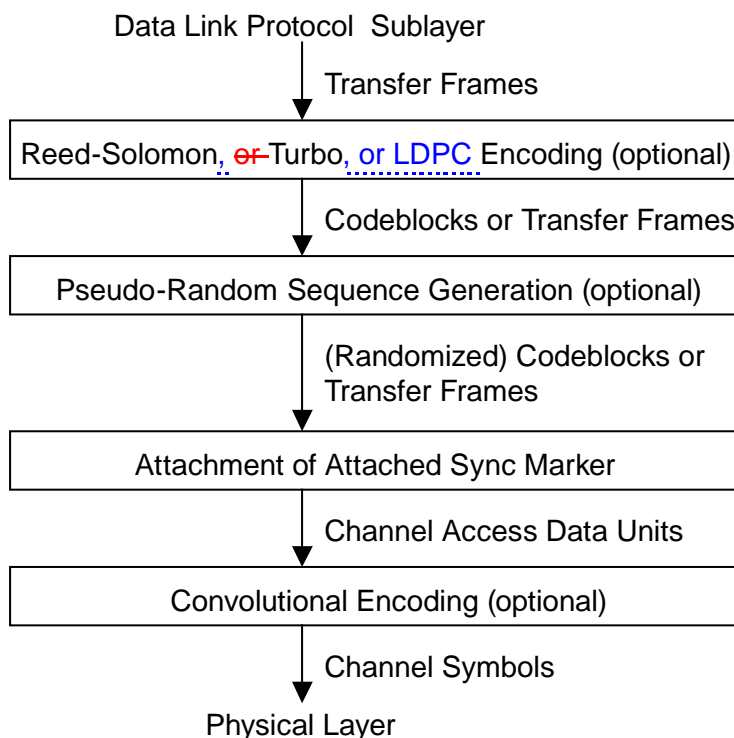 Data Link Protocol Sublayer
Transfer Frames
Reed-Solomon, or Turbo, or LDPC Encoding (optional)
Codeblocks or Transfer Frames
Pseudo-Random Sequence Generation (optional)
(Randomized) Codeblocks or
Transfer Frames
Attachment of Attached Sync Marker
Channel Access Data Units
Convolutional Encoding (optional)
Channel Symbols
Physical Layer